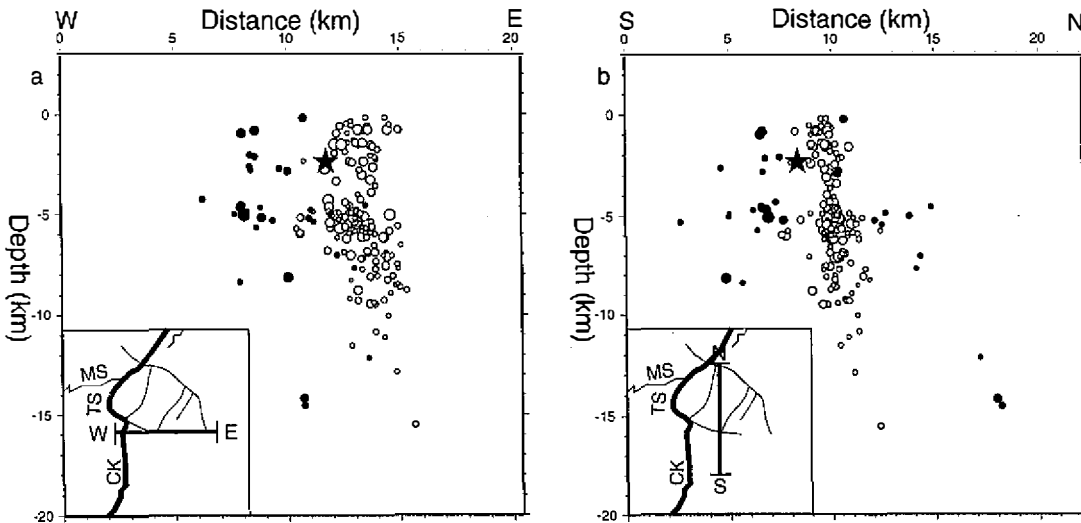 W Distance (km) E
0 5 10 15 20
a
0
-5
-10
-15
-20
Depth (km)
MS
TS
W E
CK
S Distance (km) N
5 10 15 20
b
0
-5
-10
-15
-20
Depth (km)
N
MS
TS
CK
S